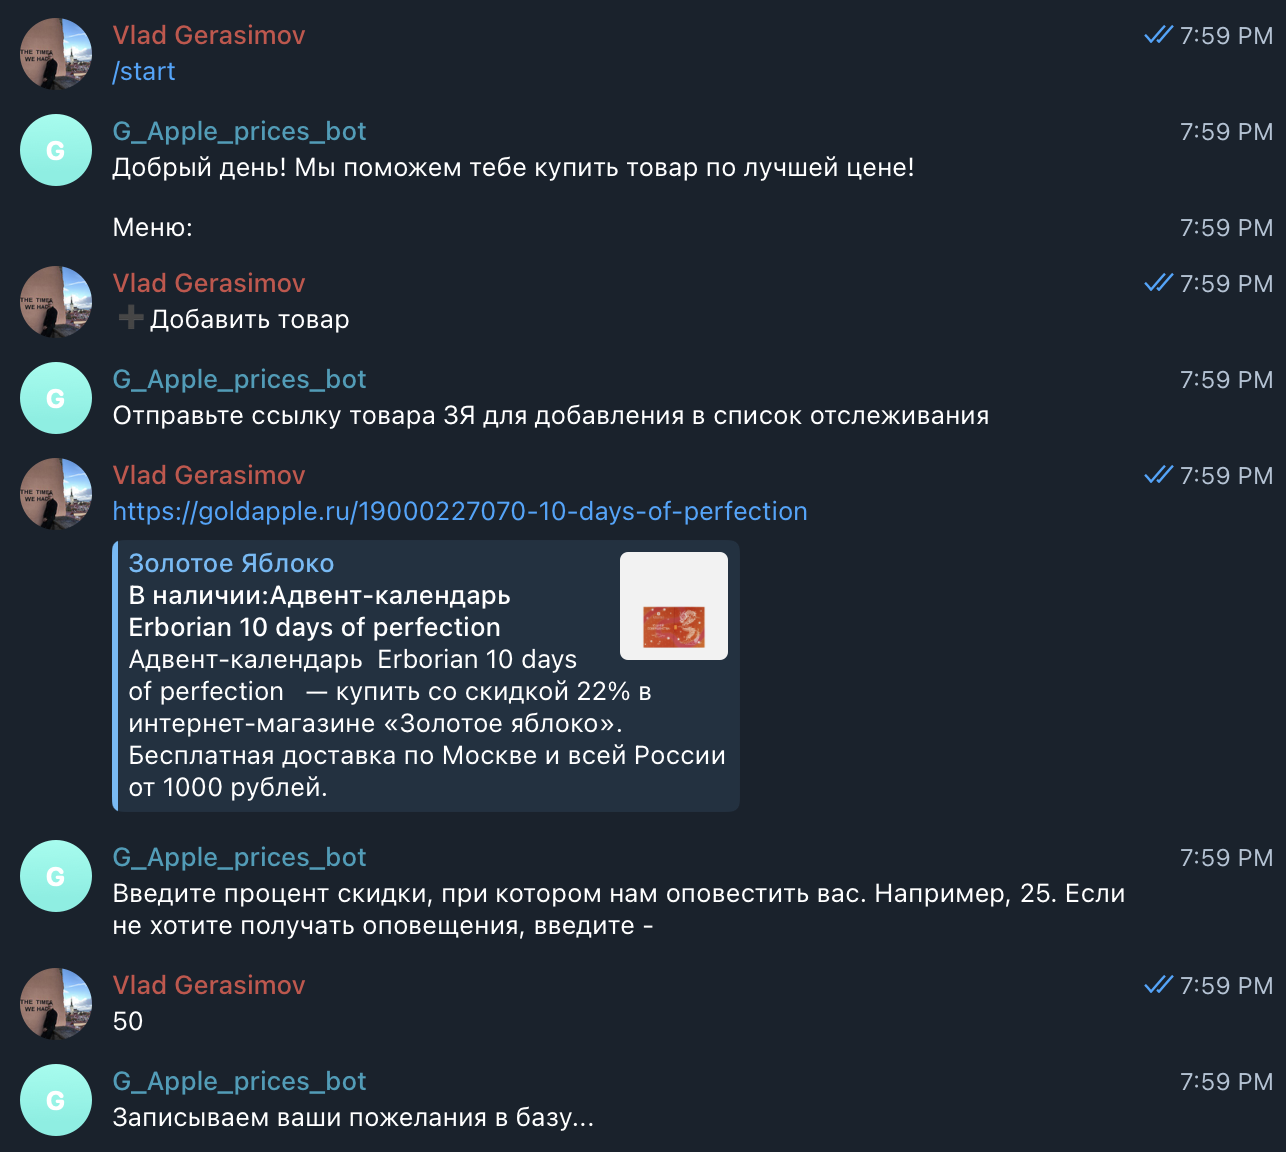 Vlad Gerasimov 7:59 PM
/start
G_Apple_prices_bot 7:59 PM
G
Добрый день! Мы поможем тебе купить товар по лучшей цене!
Меню: 7:59 PM
Vlad Gerasimov 7:59 PM
➕Добавить товар
G_Apple_prices_bot 7:59 PM
G
Отправьте ссылку товара ЗЯ для добавления в список отслеживания
Vlad Gerasimov 7:59 PM
THE TIMES
WE HAD
https://goldapple.ru/19000227070-10-days-of-perfection
Золотое Яблоко
В наличии:Адвент-календарь
Erborian 10 days of perfection
Адвент-календарь Erborian 10 days
of perfection — купить со скидкой 22% в
интернет-магазине «Золотое яблоко».
Бесплатная доставка по Москве и всей России
от 1000 рублей.
G_Apple_prices_bot 7:59 PM
G
Введите процент скидки, при котором нам оповестить вас. Например, 25. Если
не хотите получать оповещения, введите -
Vlad Gerasimov 7:59 PM
50
G_Apple_prices_bot 7:59 PM
G
Записываем ваши пожелания в базу...